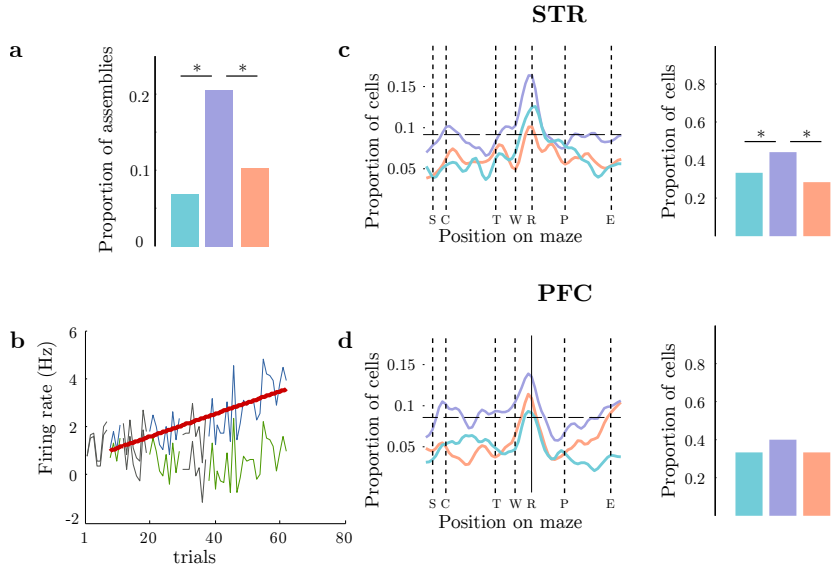 STR
a
Proportion of assemblies
0.2
0.1
0
*
*
c
Proportion of cells
0.15
0.1
0.05
S C T W R P E
Position on maze
Proportion of cells
0.8
0.6
0.4
0.2
*
*
PFC
b
Firing rate (Hz)
6
4
2
0
-2
1 20 40 60 80
trials
d
Proportion of cells
0.15
0.1
0.05
S C T W R P E
Position on maze
Proportion of cells
0.8
0.6
0.4
0.2